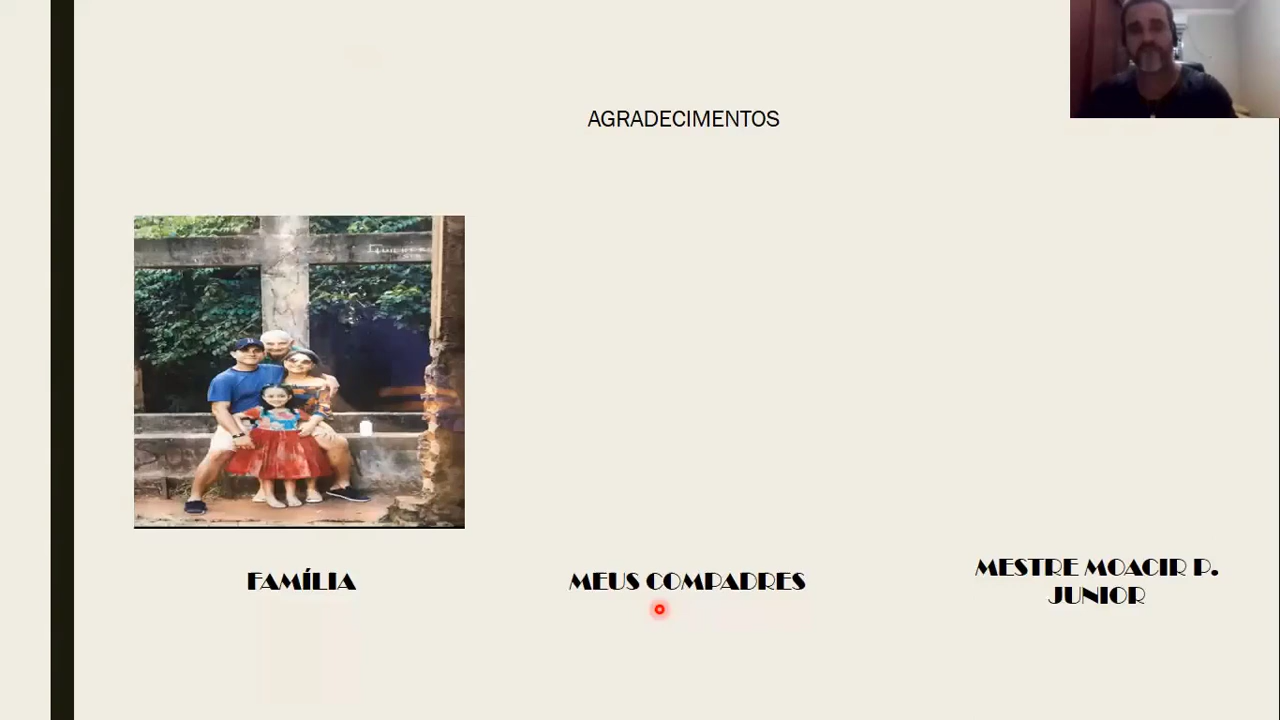 AGRADECIMENTOS
FAMÍLIA
MEUS COMPADRES
MESTRE MOACIR P.
JUNIOR